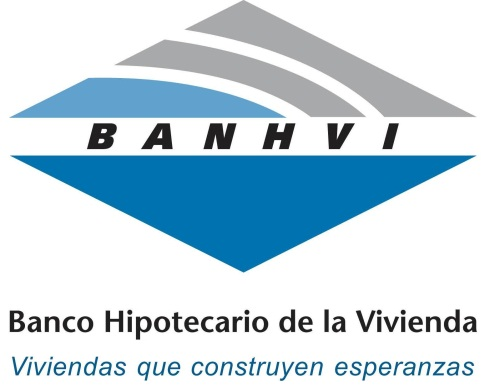 BANHVI
Banco Hipotecario de la Vivienda
Viviendas que construyen esperanzas